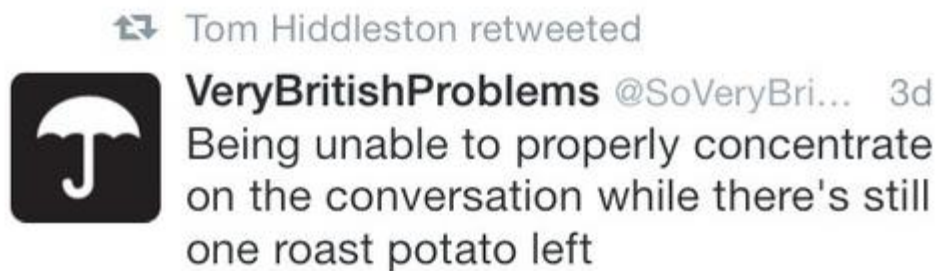 Tom Hiddleston retweeted
VeryBritishProblems @SoVeryBri... 3d
Being unable to properly concentrate
on the conversation while there's still
one roast potato left